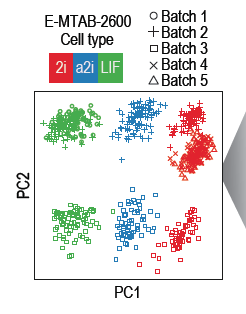 E-MTAB-2600
Cell type
2i a2i LIF
Batch 1
Batch 2
Batch 3
Batch 4
Batch 5
PC2
PC1